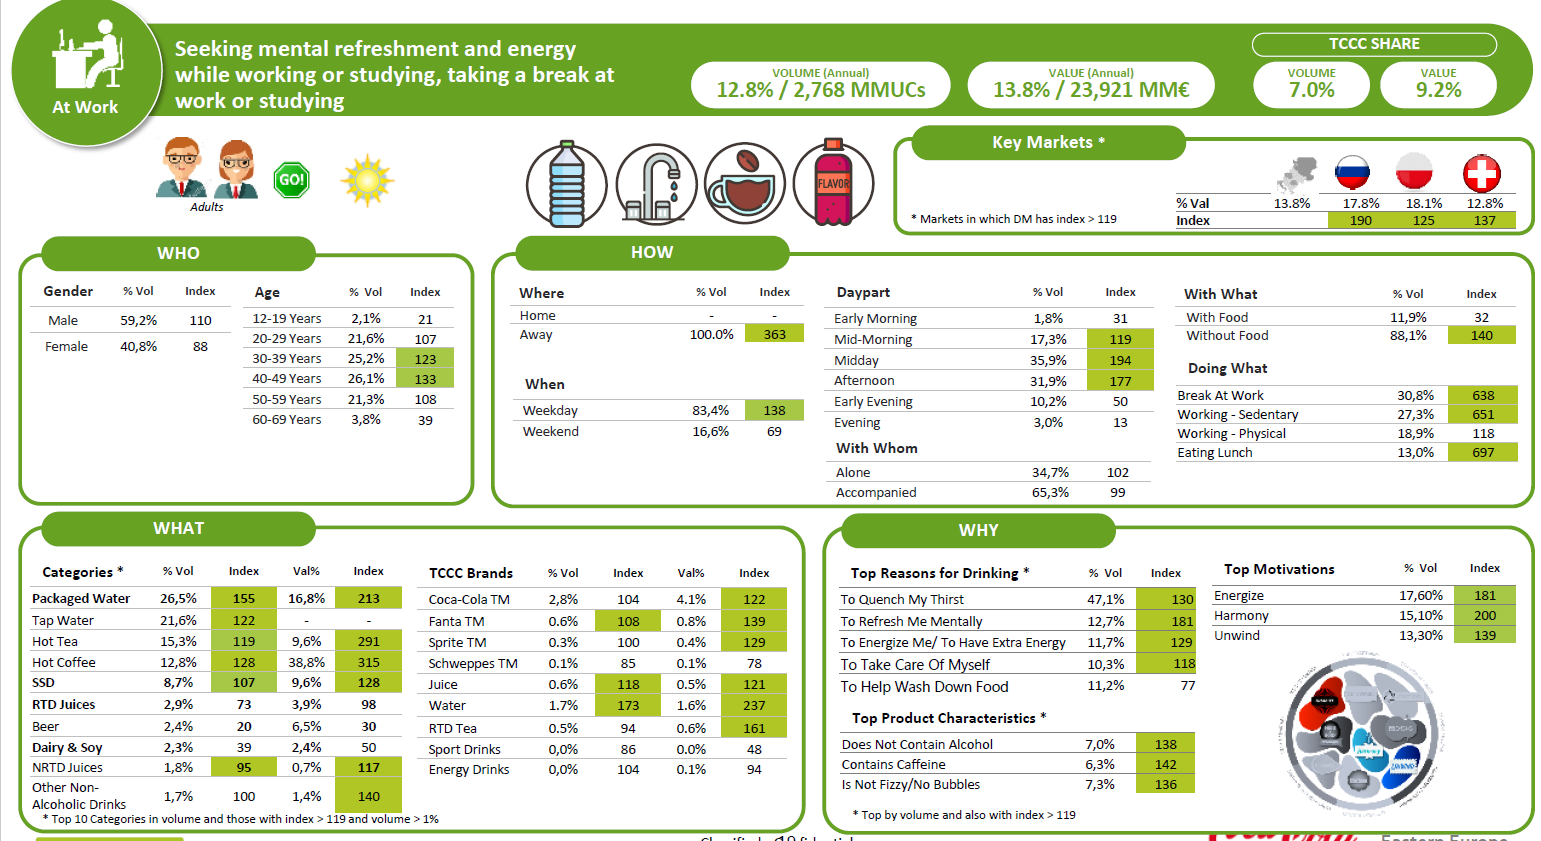 At Work
Seeking mental refreshment and energy
while working or studying, taking a break at
work or studying
VOLUME (Annual)
12.8% / 2,768 MMUCs
VALUE (Annual)
13.8% / 23,921 MM€
TCCC SHARE
VOLUME
7.0%
VALUE
9.2%
GO!
Adults
FLAVOR
Key Markets *
* Markets in which DM has index > 119
% Val 13.8% 17.8% 18.1% 12.8%
Index 190 125 137
WHO
Gender % Vol Index
Male 59,2% 110
Female 40,8% 88
Age % Vol Index
12-19 Years 2,1% 21
20-29 Years 21,6% 107
30-39 Years 25,2% 123
40-49 Years 26,1% 133
50-59 Years 21,3% 108
60-69 Years 3,8% 39
HOW
Where % Vol Index
Home - -
Away 100.0% 363
When
Weekday 83,4% 138
Weekend 16,6% 69
Daypart % Vol Index
Early Morning 1,8% 31
Mid-Morning 17,3% 119
Midday 35,9% 194
Afternoon 31,9% 177
Early Evening 10,2% 50
Evening 3,0% 13
With Whom
Alone 34,7% 102
Accompanied 65,3% 99
With What % Vol Index
With Food 11,9% 32
Without Food 88,1% 140
Doing What
Break At Work 30,8% 638
Working - Sedentary 27,3% 651
Working - Physical 18,9% 118
Eating Lunch 13,0% 697
WHAT
Categories * % Vol Index Val% Index
Packaged Water 26,5% 155 16,8% 213
Tap Water 21,6% 122 - -
Hot Tea 15,3% 119 9,6% 291
Hot Coffee 12,8% 128 38,8% 315
SSD 8,7% 107 9,6% 128
RTD Juices 2,9% 73 3,9% 98
Beer 2,4% 20 6,5% 30
Dairy & Soy 2,3% 39 2,4% 50
NRTD Juices 1,8% 95 0,7% 117
Other Non-
Alcoholic Drinks 1,7% 100 1,4% 140
* Top 10 Categories in volume and those with index > 119 and volume > 1%
TCCC Brands % Vol Index Val% Index
Coca-Cola TM 2,8% 104 4.1% 122
Fanta TM 0.6% 108 0.8% 139
Sprite TM 0.3% 100 0.4% 129
Schweppes TM 0.1% 85 0.1% 78
Juice 0.6% 118 0.5% 121
Water 1.7% 173 1.6% 237
RTD Tea 0.5% 94 0.6% 161
Sport Drinks 0,0% 86 0.0% 48
Energy Drinks 0,0% 104 0.1% 94
WHY
Top Reasons for Drinking * % Vol Index
To Quench My Thirst 47,1% 130
To Refresh Me Mentally 12,7% 181
To Energize Me/ To Have Extra Energy 11,7% 129
To Take Care Of Myself 10,3% 118
To Help Wash Down Food 11,2% 77
Top Product Characteristics *
Does Not Contain Alcohol 7,0% 138
Contains Caffeine 6,3% 142
Is Not Fizzy/No Bubbles 7,3% 136
* Top by volume and also with index > 119
Top Motivations % Vol Index
Energize 17,60% 181
Harmony 15,10% 200
Unwind 13,30% 139
Eastern Europe